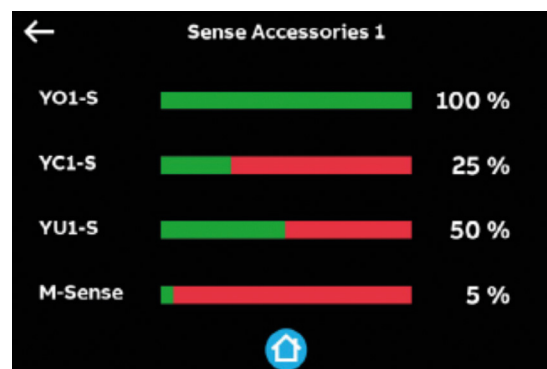 Sense Accessories 1
YO1-S 100 %
YC1-S 25 %
YU1-S 50 %
M-Sense 5 %